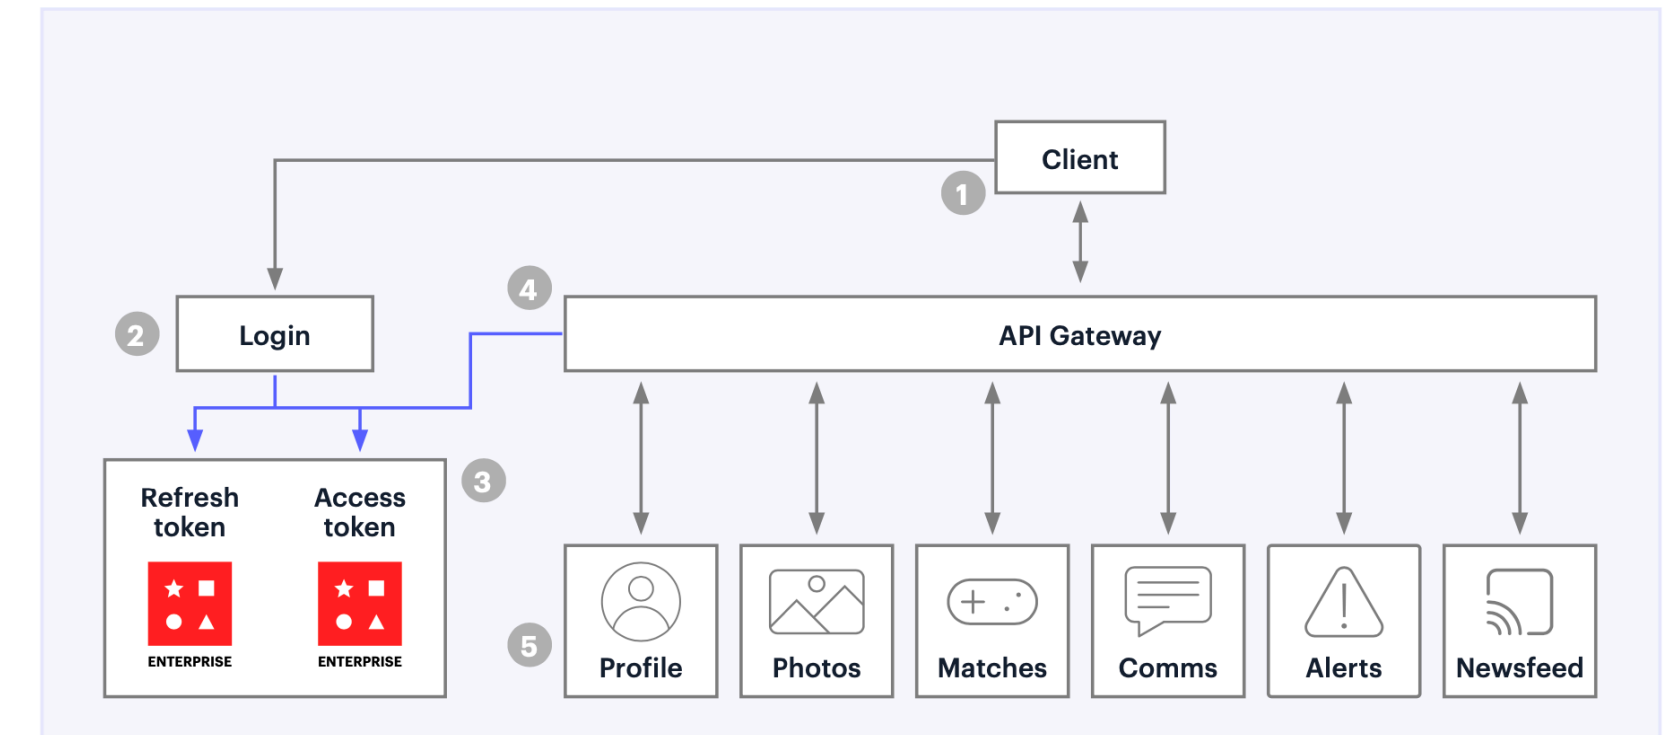 Client
1
4
2
Login
API Gateway
3
Refresh
token
Access
token
ENTERPRISE
ENTERPRISE
5
Profile
Photos
Matches
Comms
Alerts
Newsfeed